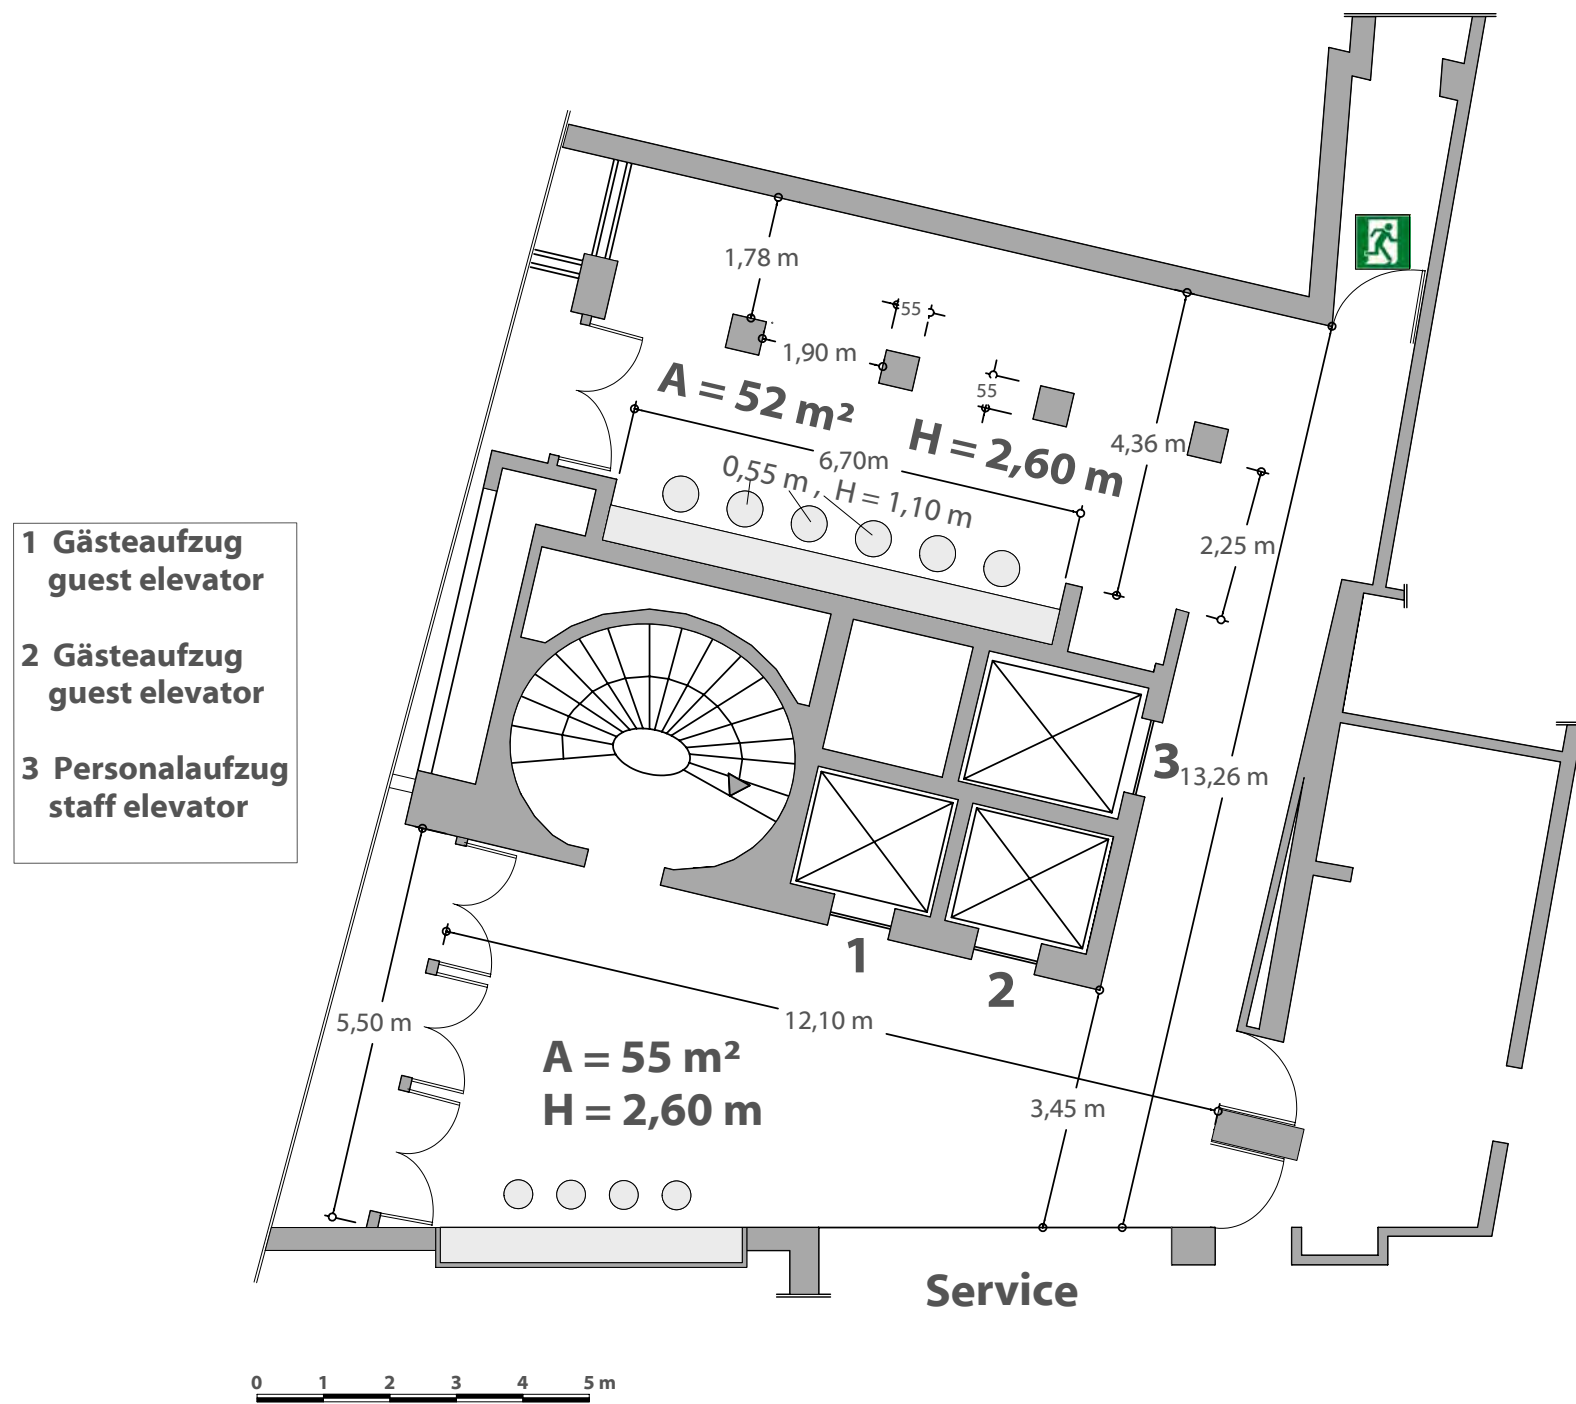 1,78 m
55
1,90 m
A = 52 m²
55
H = 2,60 m
4,36 m
6,70m
0,55 m , H = 1,10 m
2,25 m
1 Gästeaufzug
guest elevator
2 Gästeaufzug
guest elevator
3 Personalaufzug
staff elevator
3
13,26 m
1
2
5,50 m
12,10 m
A = 55 m²
H = 2,60 m
3,45 m
Service
0 1 2 3 4 5 m